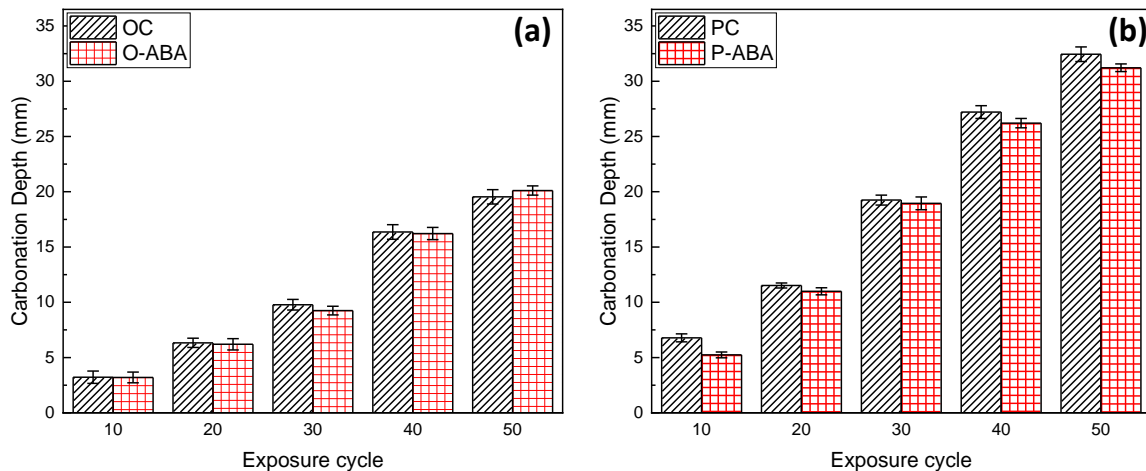 (a)
OC
O-ABA
Carbonation Depth (mm)
35
30
25
20
15
10
5
0
10 20 30 40 50
Exposure cycle
(b)
PC
P-ABA
Carbonation Depth (mm)
35
30
25
20
15
10
5
0
10 20 30 40 50
Exposure cycle